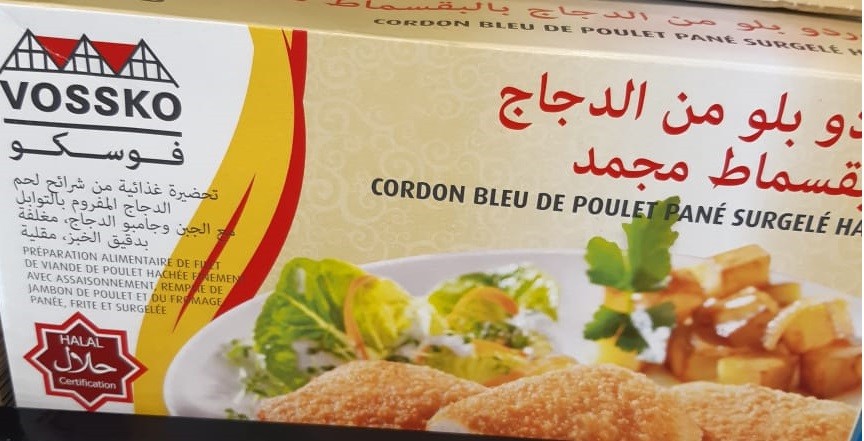 ردو بلو من الدجاج بالبقسماط
CORDON BLEU DE POULET PANÉ SURGELÉ H
VOSSKO
فوسكو
دو بلو من الدجاج
بقسماط مجمد
CORDON BLEU DE POULET PANÉ SURGELÉ HA
تحضيرة غذائية من شرائح لحم
الدجاج المفروم بالتوابل
مع الجبن وجامبو الدجاج، مغلفة
بدقيق الخبز، مقلية
PRÉPARATION ALIMENTAIRE DE FILET
DE VIANDE DE POULET HACHÉE FINEMENT
AVEC ASSAISONNEMENT, REMPLIE DE
JAMBON DE POULET ET DU FROMAGE
PANÉE, FRITE ET SURGELÉE
HALAL
حلال
Certification